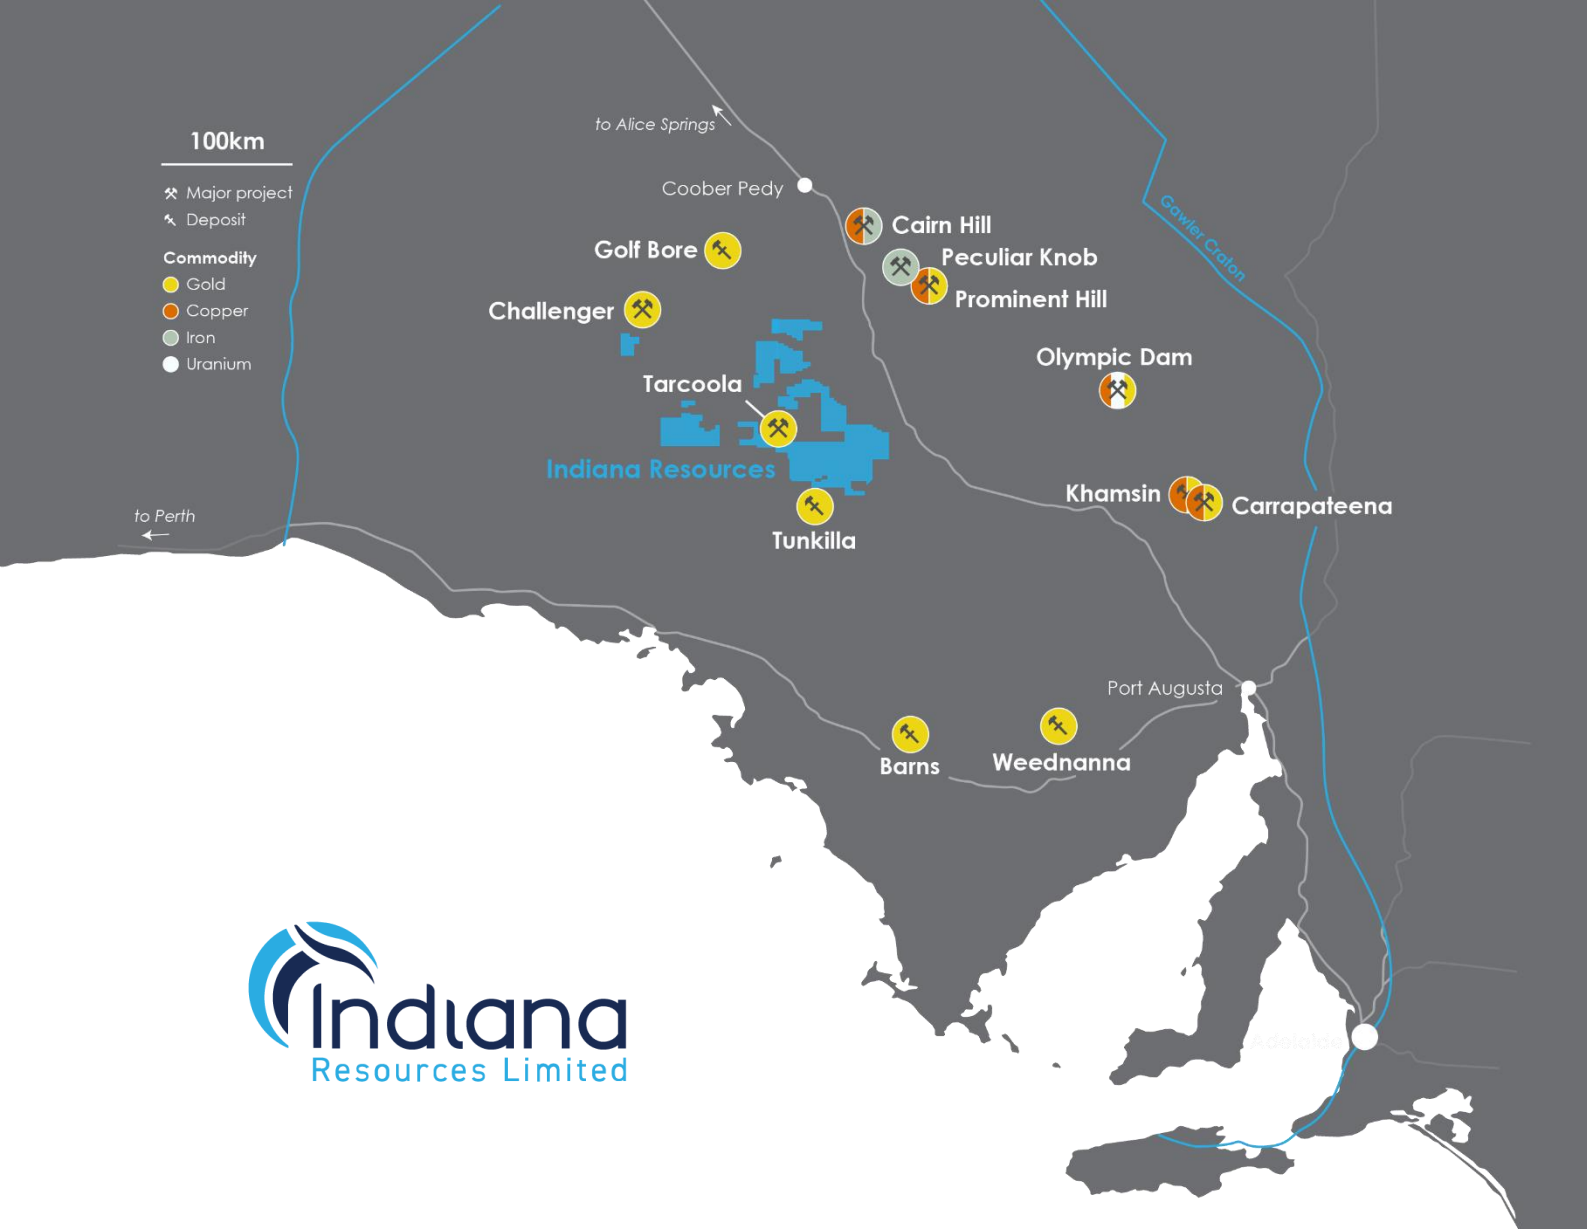 to Alice Springs
100km
Major project
Deposit
Commodity
Gold
Copper
Iron
Uranium
Coober Pedy
Cairn Hill
Golf Bore
Peculiar Knob
Prominent Hill
Challenger
Gawler Craton
Olympic Dam
Tarcoola
Indiana Resources
Khamsin
Carrapateena
to Perth
Tunkilla
Port Augusta
Barns
Weednanna
Adelaide
Indiana
Resources Limited